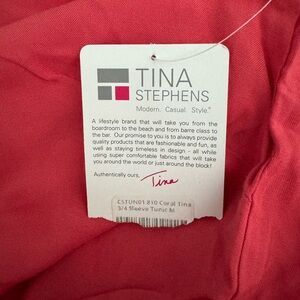 TINA
STEPHENS
Modern. Casual. Style.®
A lifestyle brand that will take you from the
boardroom to the beach and from barre class to
the bar. Our promise to you is to always provide
quality products that are fashionable and fun, as
well as staying timeless in design - all while
using super comfortable fabrics that will take
you around the world or just around the block!
Authentically ours, Tina
CSTUN01 810 Coral Tina
3/4 Sleeve Tunic M